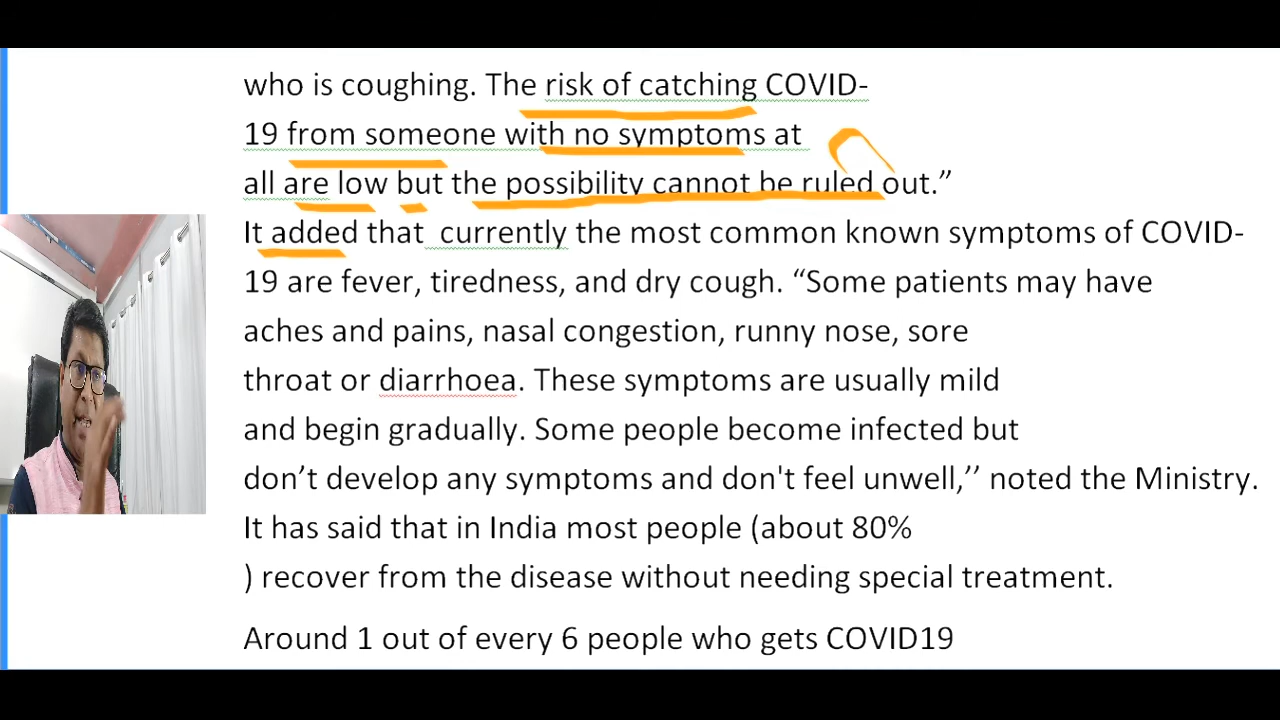 who is coughing. The risk of catching COVID-
19 from someone with no symptoms at
all are low but the possibility cannot be ruled out.”
It added that  currently the most common known symptoms of COVID-
19 are fever, tiredness, and dry cough. “Some patients may have
aches and pains, nasal congestion, runny nose, sore
throat or diarrhoea. These symptoms are usually mild
and begin gradually. Some people become infected but
don’t develop any symptoms and don't feel unwell,’’ noted the Ministry.
It has said that in India most people (about 80%
) recover from the disease without needing special treatment.
Around 1 out of every 6 people who gets COVID19